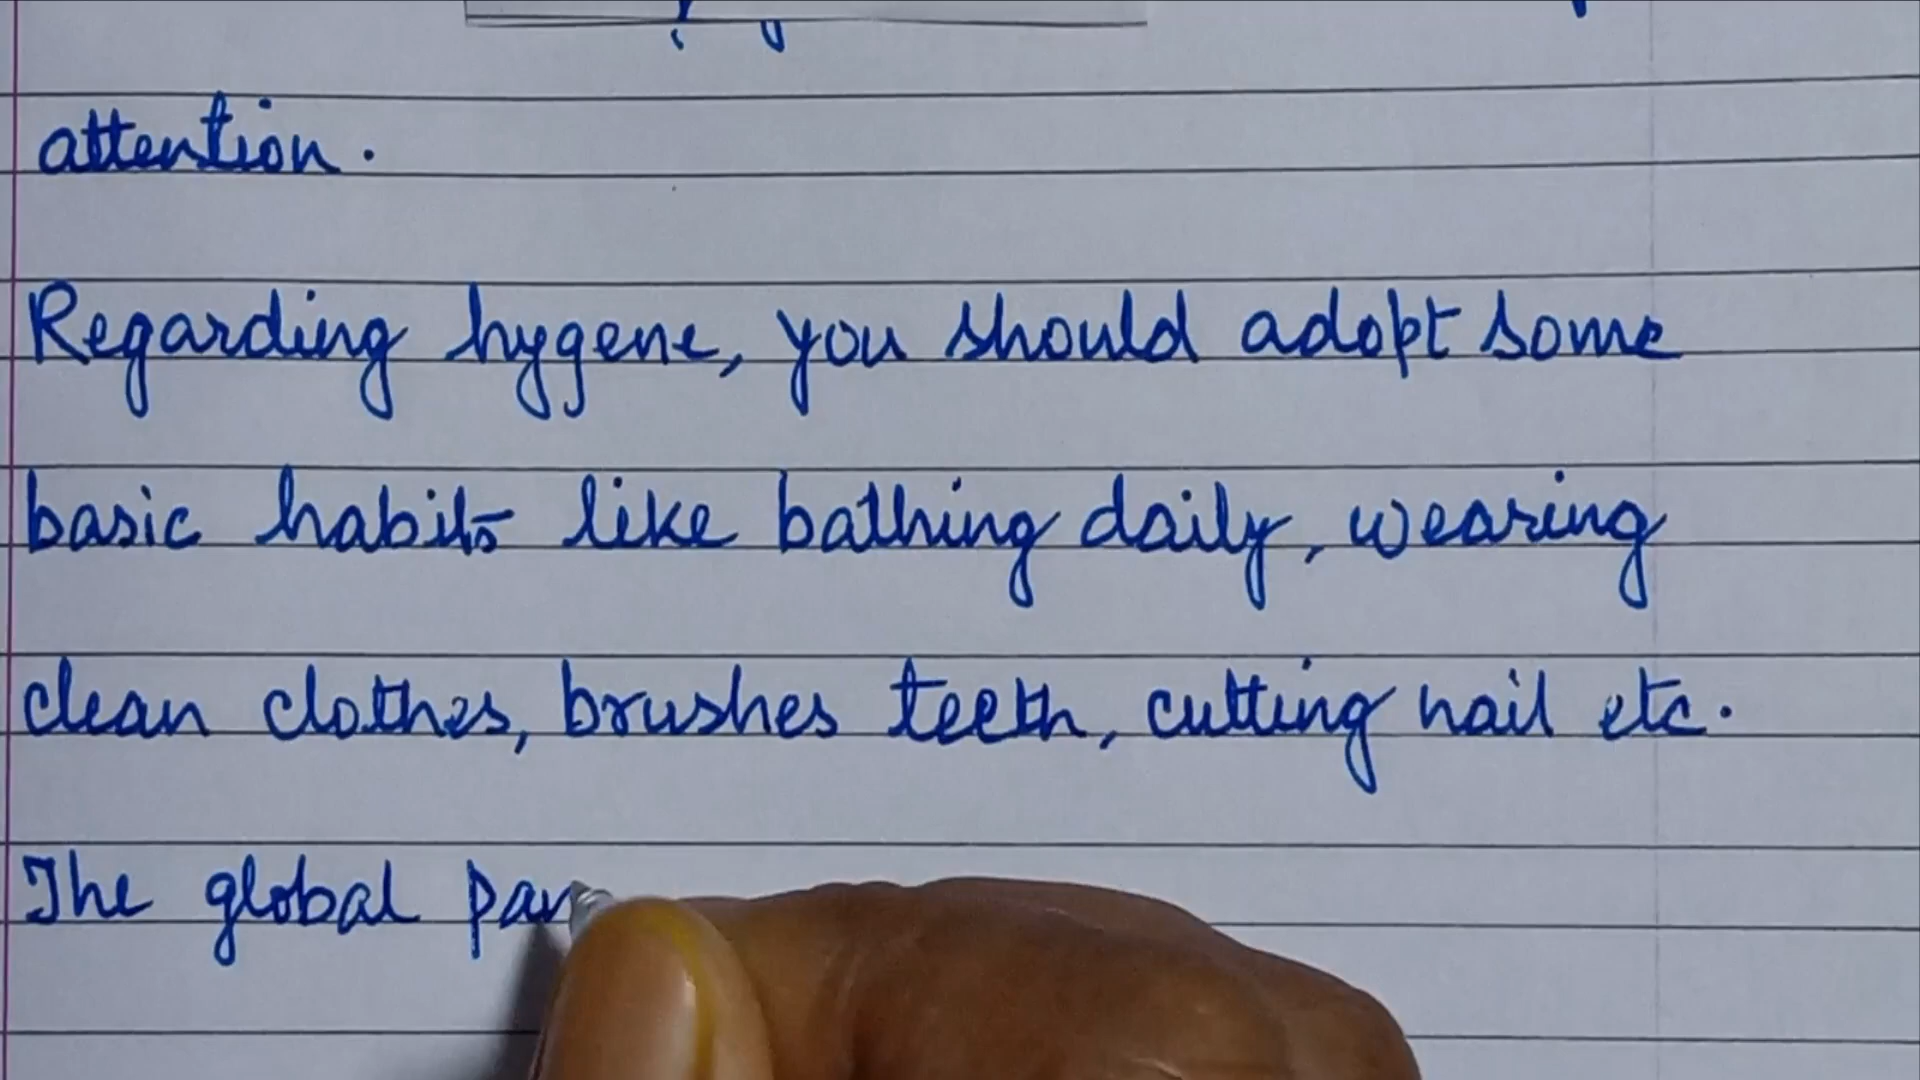 attention.
Regarding hygene, you should adopt some
basic habits like bathing daily, wearing
clean clothes, brushes teeth, cutting nail etc.
The global pan